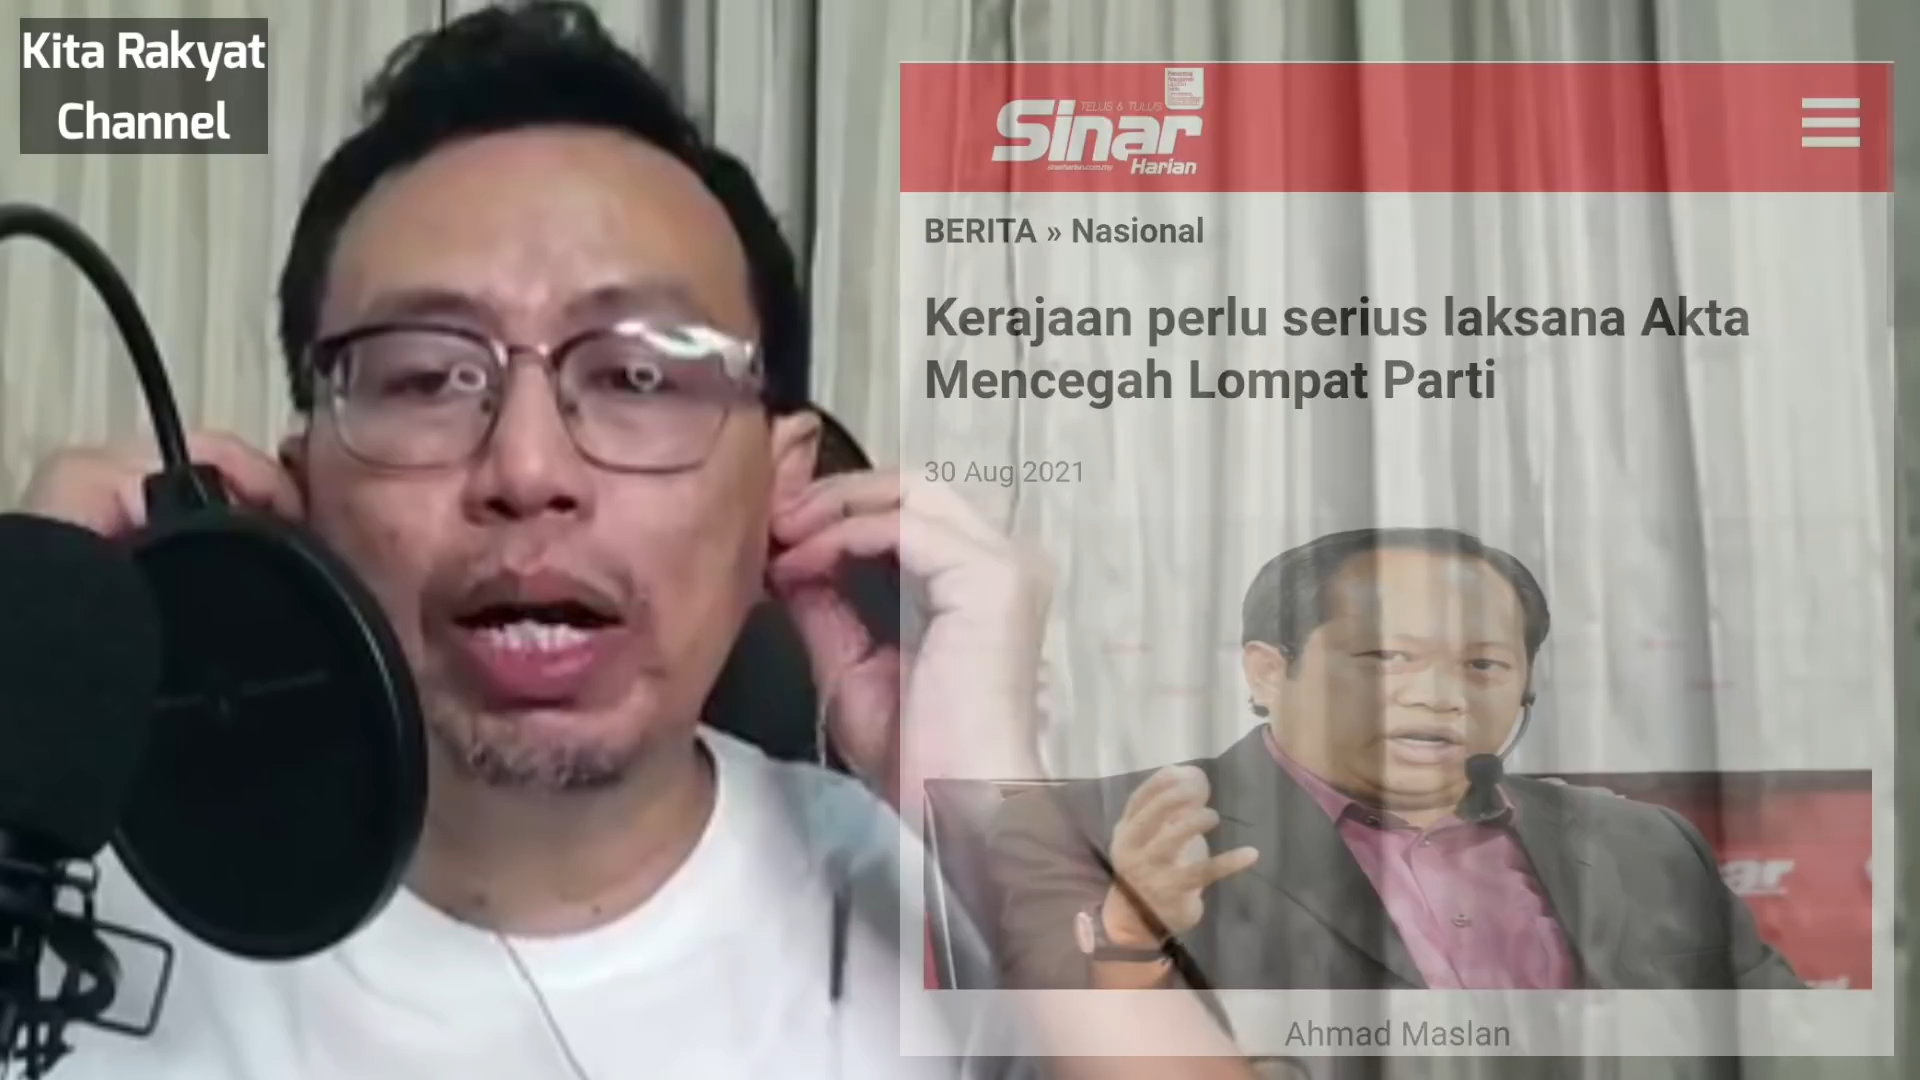 Kita Rakyat
Channel
TELUS & TULUS
Sinar
Harian
BERITA » Nasional
Kerajaan perlu serius laksana Akta
Mencegah Lompat Parti
30 Aug 2021
Ahmad Maslan